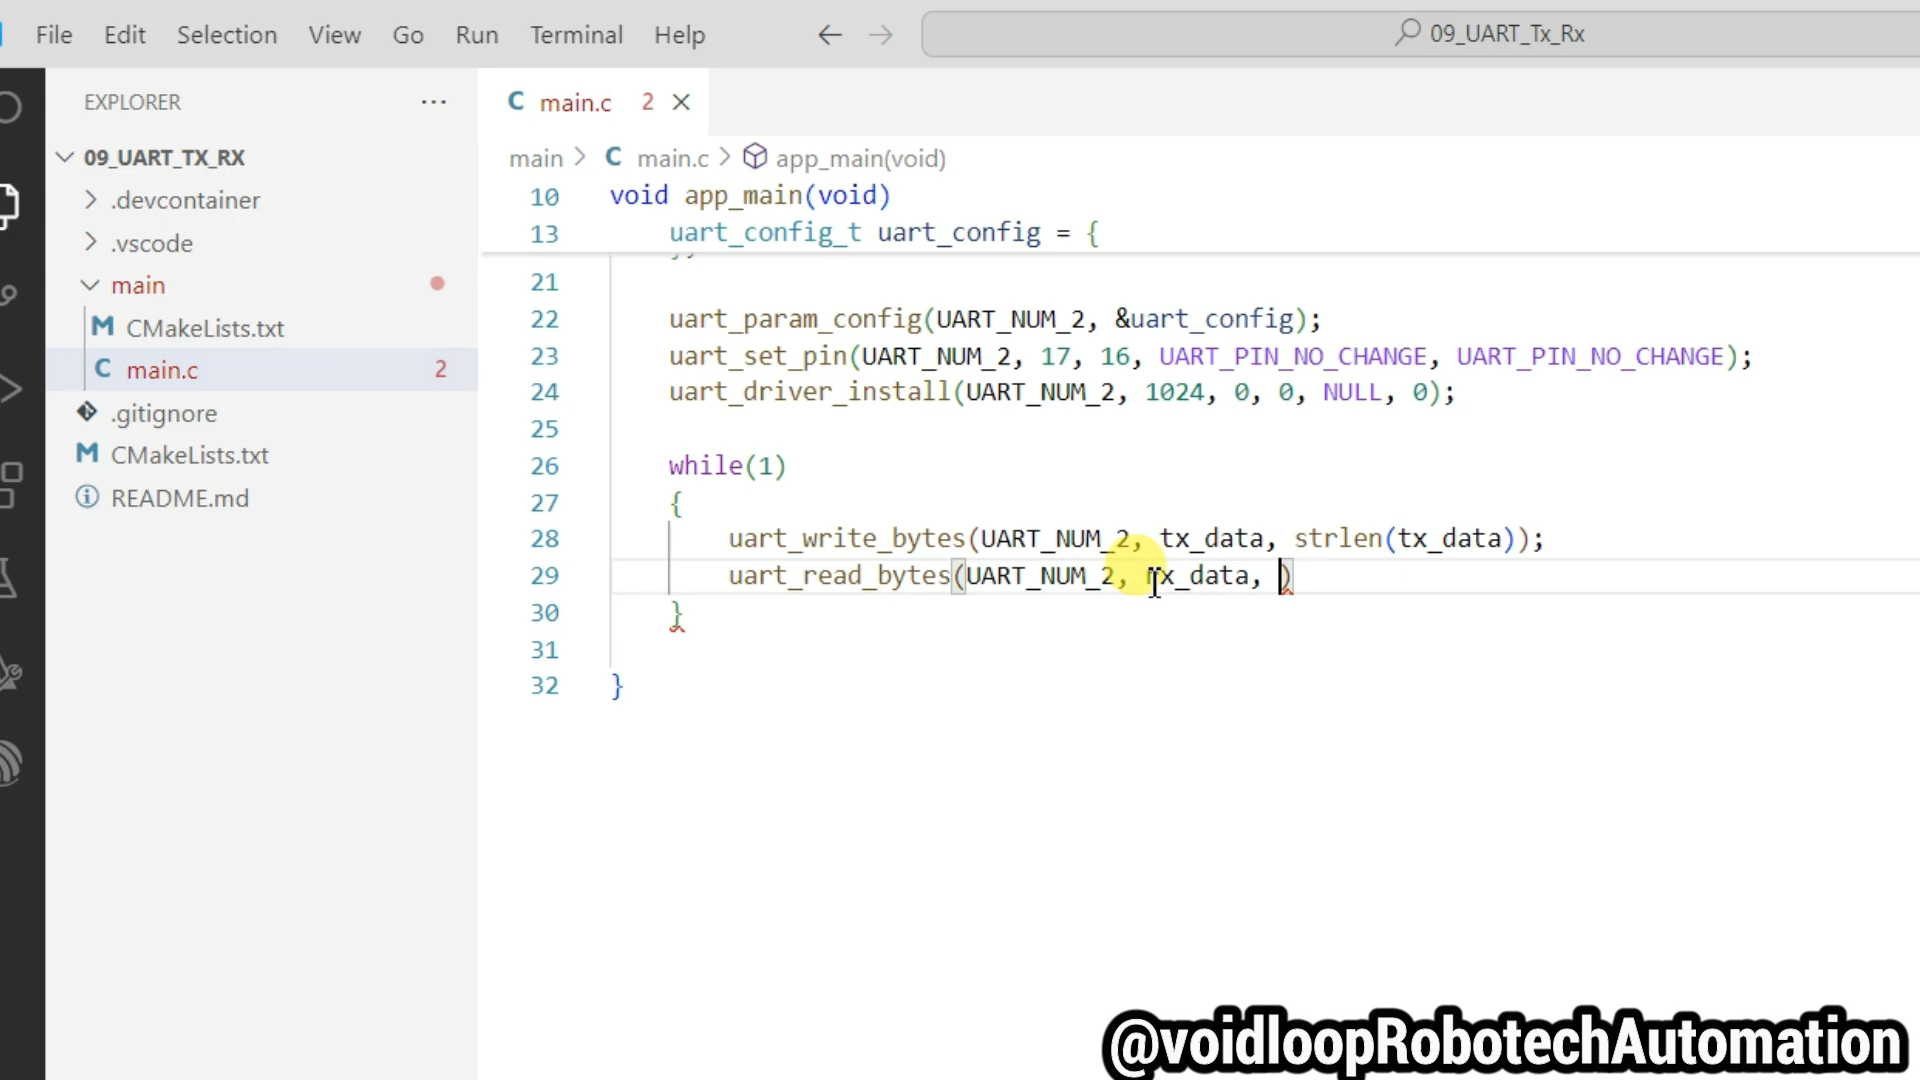 File Edit Selection View Go Run Terminal Help
09_UART_Tx_Rx
EXPLORER ...
main.c 2
09_UART_TX_RX
main > C main.c > app_main(void)
.devcontainer
10 void app_main(void)
.vscode
13 uart_config_t uart_config = {
main
21
CMakeLists.txt
22 uart_param_config(UART_NUM_2, &uart_config);
23 uart_set_pin(UART_NUM_2, 17, 16, UART_PIN_NO_CHANGE, UART_PIN_NO_CHANGE);
C main.c 2
24 uart_driver_install(UART_NUM_2, 1024, 0, 0, NULL, 0);
.gitignore
25
M CMakeLists.txt
26 while(1)
README.md
27 {
28 uart_write_bytes(UART_NUM_2, tx_data, strlen(tx_data));
29 uart_read_bytes(UART_NUM_2, rx_data, )
30 }
31
32 }
@voidloopRobotechAutomation